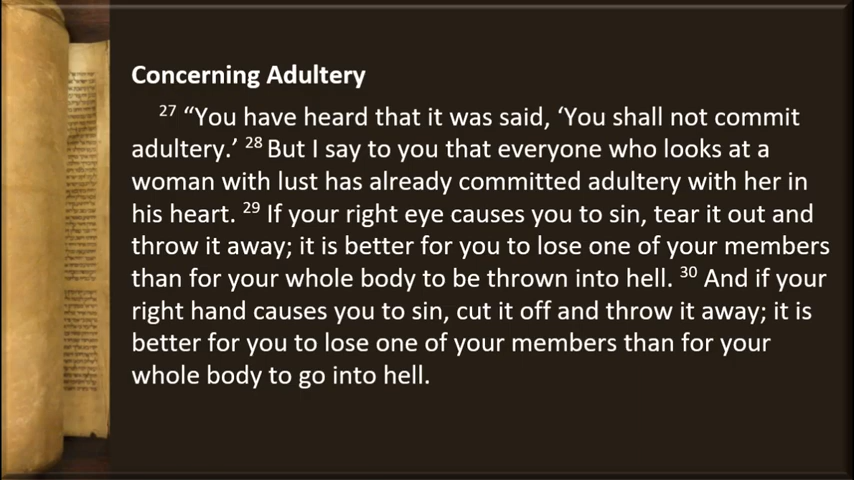 Concerning Adultery
27 “You have heard that it was said, ‘You shall not commit
adultery.’ 28 But I say to you that everyone who looks at a
woman with lust has already committed adultery with her in
his heart. 29 If your right eye causes you to sin, tear it out and
throw it away; it is better for you to lose one of your members
than for your whole body to be thrown into hell. 30 And if your
right hand causes you to sin, cut it off and throw it away; it is
better for you to lose one of your members than for your
whole body to go into hell.